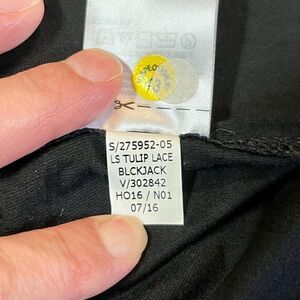 S/275952-05
LS TULIP LACE
BLCKJACK
V/302842
HO16 / N01
07/16